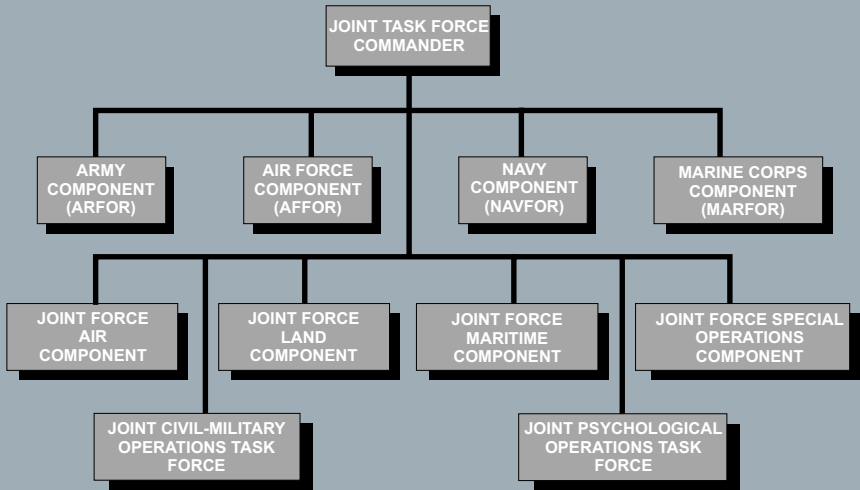 JOINT TASK FORCE
COMMANDER
ARMY
COMPONENT
(ARFOR)
AIR FORCE
COMPONENT
(AFFOR)
NAVY
COMPONENT
(NAVFOR)
MARINE CORPS
COMPONENT
(MARFOR)
JOINT FORCE
AIR
COMPONENT
JOINT FORCE
LAND
COMPONENT
JOINT FORCE
MARITIME
COMPONENT
JOINT FORCE SPECIAL
OPERATIONS
COMPONENT
JOINT CIVIL-MILITARY
OPERATIONS TASK
FORCE
JOINT PSYCHOLOGICAL
OPERATIONS TASK
FORCE